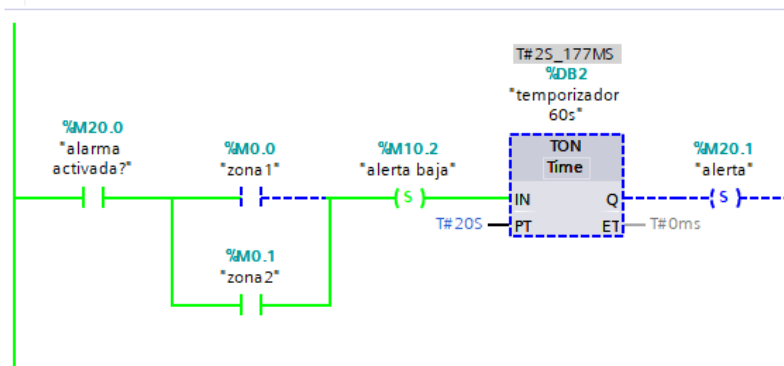 T#2S_177MS
%DB2
"temporizador
60s"
%M20.0
"alarma
activada?"
%M0.0
"zona1"
%M10.2
"alerta baja"
TON
Time
%M20.1
"alerta"
S
IN
Q
S
T#20S
PT
ET
T#0ms
%M0.1
"zona2"